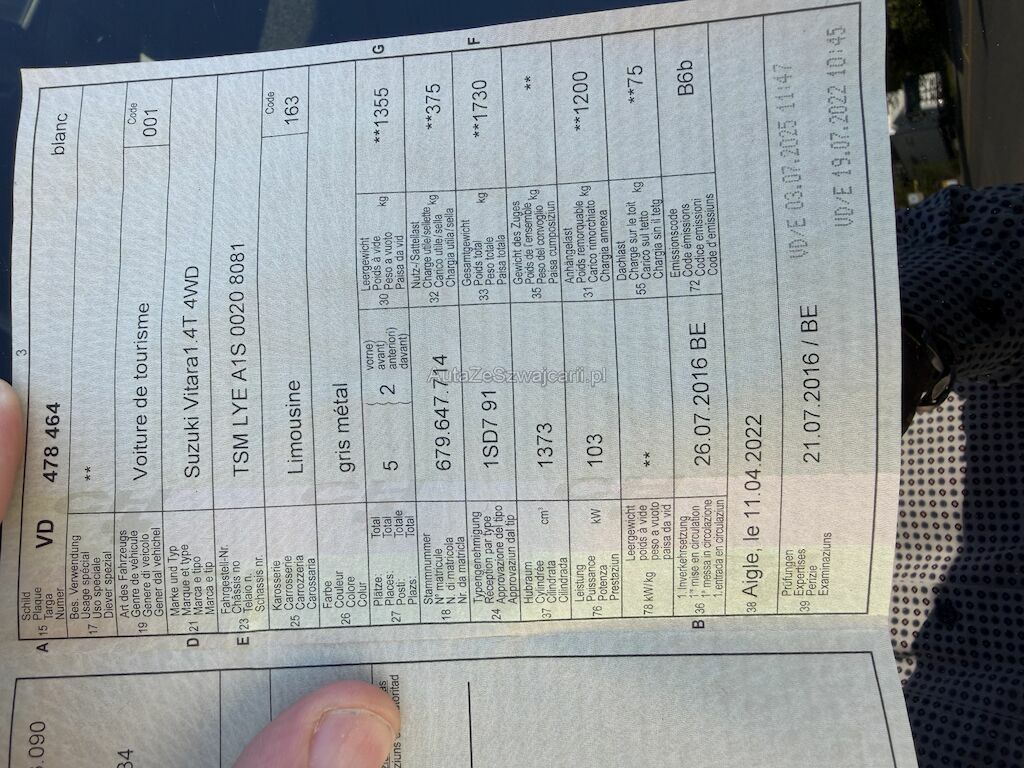 3
Schild
Plaque
Targa
Numer
A 15 VD 478 464 blanc
Bes. Verwendung
Usage spécial
Uso speciale
Diever spezial
17 **
Art des Fahrzeugs
Genre de véhicule
Genere di veicolo
Gener dal vehichel
19 Voiture de tourisme Code 001
Marke und Typ
Marque et type
Marca e tipo
Marca e tip
D 21 Suzuki Vitara1.4T 4WD
Fahrgestell-Nr.
Châssis no
Telaio n.
Schassis nr.
E 23 TSM LYE A1S 0020 8081
Karosserie
Carrosserie
Carrozzeria
Carossaria
25 Limousine Code 163
Farbe
Couleur
Colore
Colur
26 gris métal
Plätze: Total
Places: Total
Posti: Totale
Plazs: Total
27 5 2
vorne)
avant)
anteriori)
davant)
Leergewicht
Poids à vide
Peso a vuoto
Paisa da vid
30 kg **1355 G
Stammnummer
N° matricule
N. di matricola
Nr. da matricla
18 679.647.714
Nutz-/Sattellast
Charge utile/sellette
Carico utile/sella
Chargia utila/sella
32 kg **375
Typengenehmigung
Réception par type
Approvazione del tipo
Approvaziun dal tip
24 1SD7 91
Gesamtgewicht
Poids total
Peso totale
Paisa totala
33 kg **1730 F
Hubraum
Cylindrée
Cilindrata
Cilindrada
37 cm³ 1373
Gewicht des Zuges
Poids de l'ensemble
Peso del convoglio
Paisa cumposiziun
35 kg **
Leistung
Puissance
Potenza
Prestaziun
76 kW 103
Anhängelast
Poids remorquable
Carico rimorchiato
Chargia annexa
31 kg **1200
Leergewicht
poids à vide
peso a vuoto
paisa da vid
78 kW/kg **
Dachlast
Charge sur le toit
Carico sul tetto
Chargia sin il tetg
55 kg **75
1.Inverkehrsetzung
1re mise en circulation
1a messa in circolazione
1.entrada en circulaziun
B 36 26.07.2016 BE
Emissionscode
Code émissions
Codice emissioni
Code d'emissiuns
72 B6b
38 Aigle, le 11.04.2022
Prüfungen
Expertises
Perizie
Examinaziuns
39 21.07.2016 / BE
VD/E 03.07.2025 11:47
VD/E 19.07.2022 10:45
AutaZeSzwajcarii.pl
.090
34